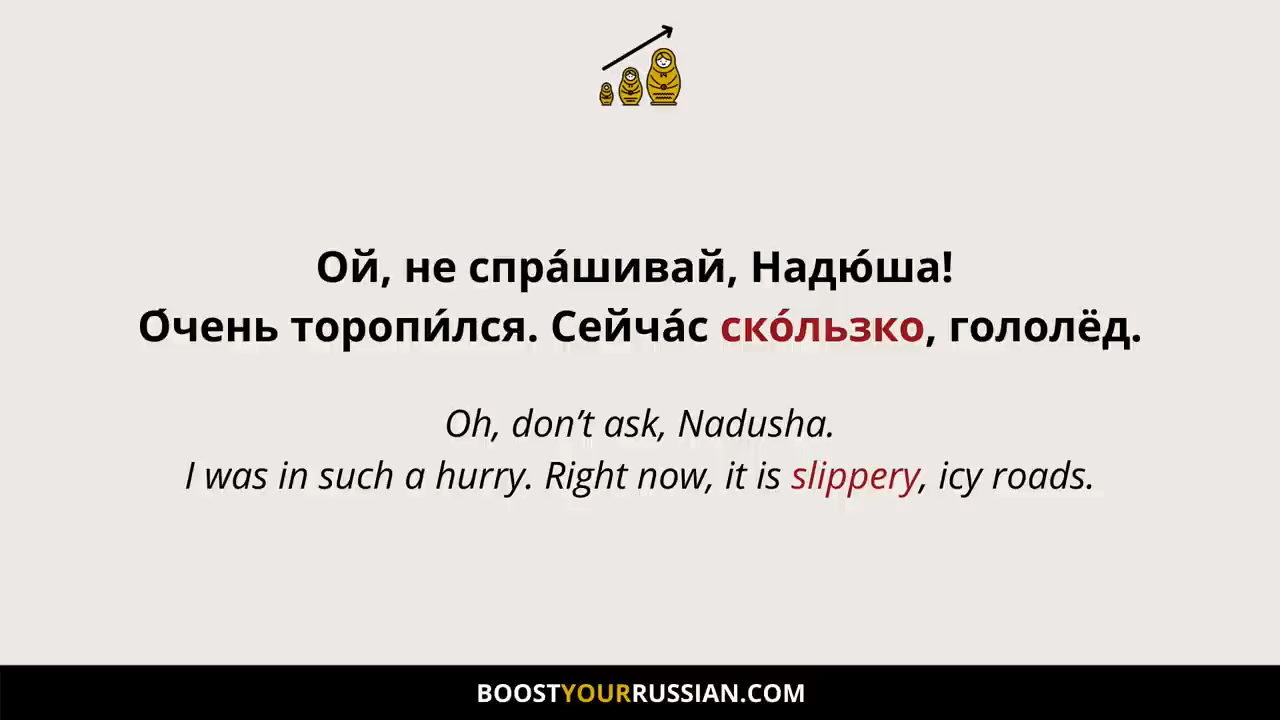 Ой, не спра́шивай, Надю́ша!
О́чень торопи́лся. Сейча́с ско́льзко, гололёд.
Oh, don’t ask, Nadusha.
I was in such a hurry. Right now, it is slippery, icy roads.
BOOSTYOURRUSSIAN.COM